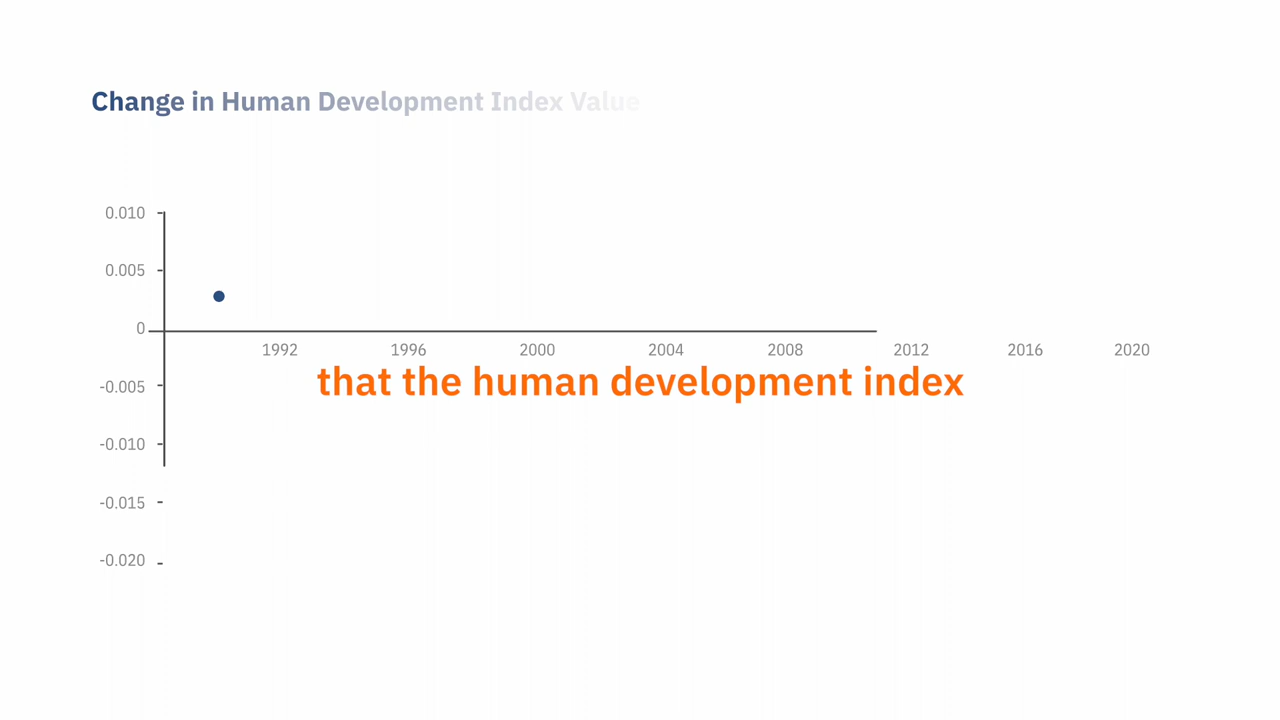 Change in Human Development Index Value
0.010
0.005
0
1992 1996 2000 2004 2008 2012 2016 2020
that the human development index
-0.005
-0.010
-0.015
-0.020